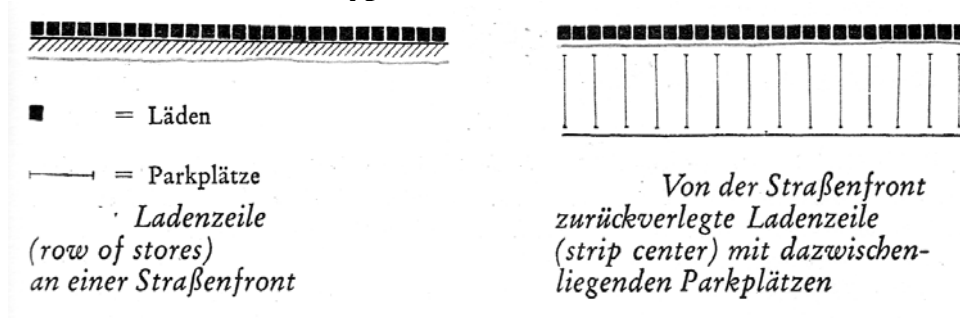 = Läden
= Parkplätze
Ladenzeile
(row of stores)
an einer Straßenfront
Von der Straßenfront
zurückverlegte Ladenzeile
(strip center) mit dazwischen-
liegenden Parkplätzen